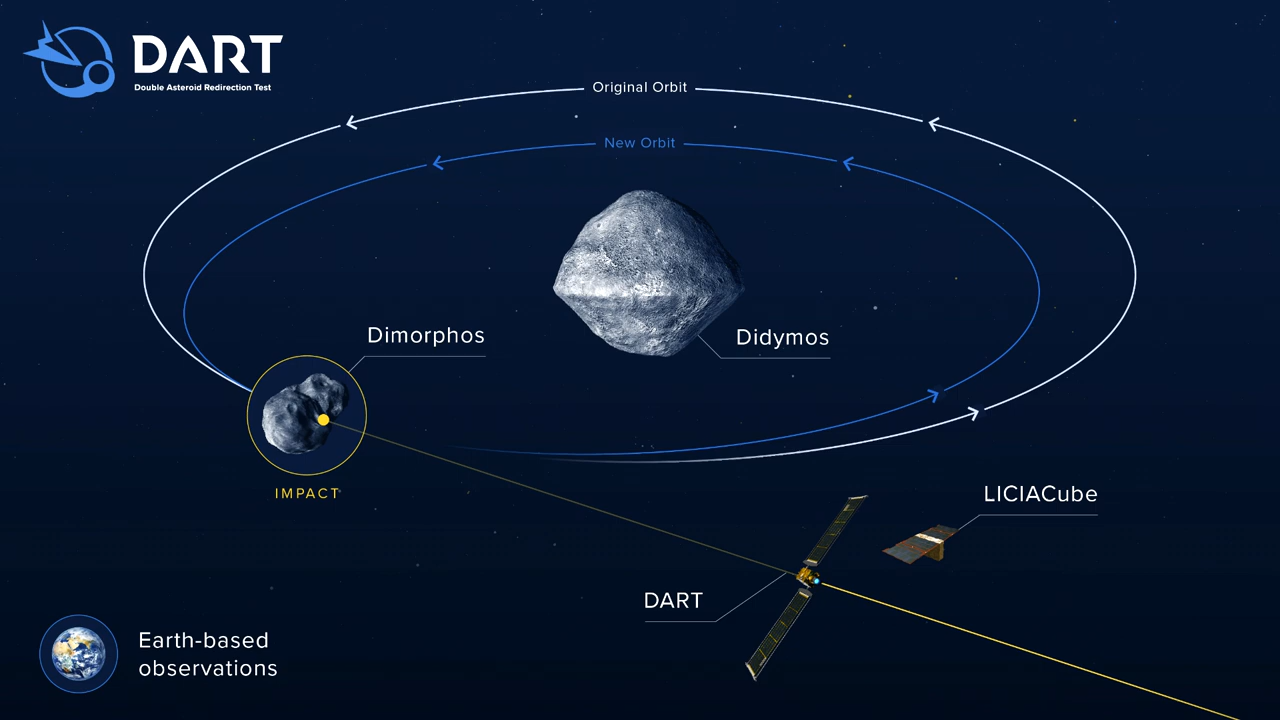 DART
Double Asteroid Redirection Test
Original Orbit
New Orbit
Dimorphos
Didymos
IMPACT
LICIACube
DART
Earth-based
observations